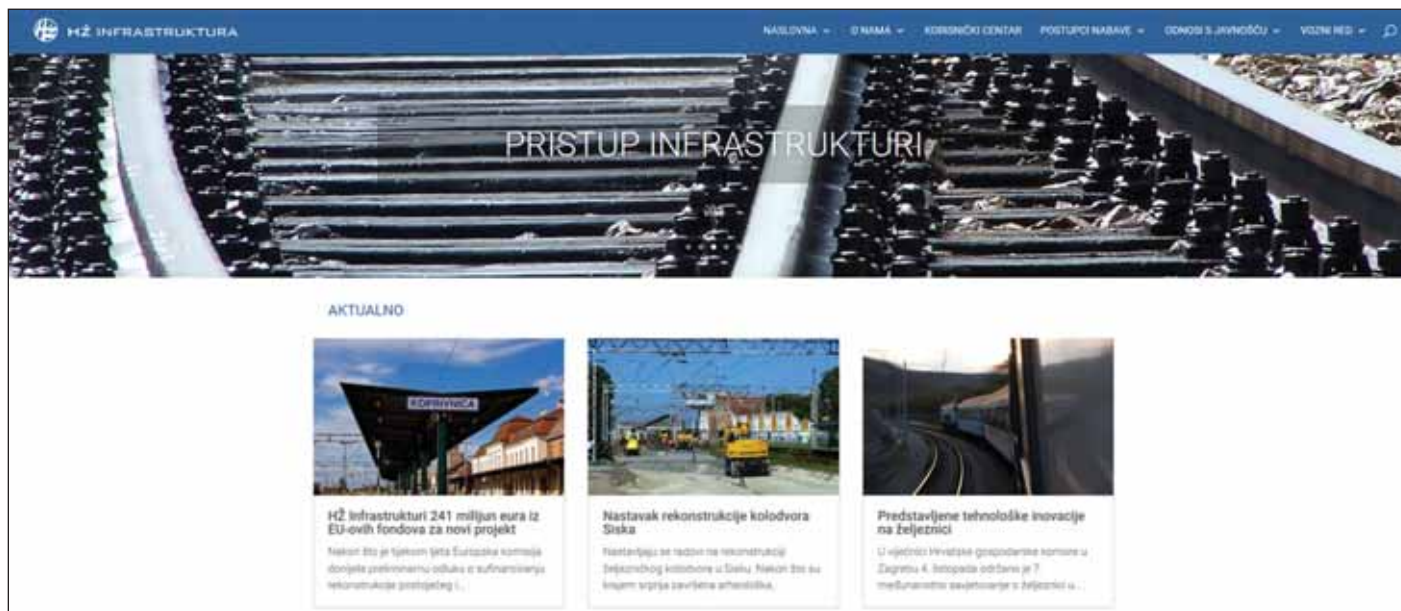 HŽ INFRASTRUKTURA
NASLOVNA
O NAMA
KORISNIČKI CENTAR
POSTUPCI NABAVE
ODNOSI S JAVNOŠĆU
VOZNI RED
PRISTUP INFRASTRUKTURI
AKTUALNO
KOPRIVNICA
HŽ Infrastrukturi 241 milijun eura iz
EU-ovih fondova za novi projekt
Nakon što je tijekom ljeta Europska komisija
donijela preliminarnu odluku o sufinanciranju
rekonstrukcije postojećeg i...
Nastavak rekonstrukcije kolodvora
Siska
Nastavljaju se radovi na rekonstrukciji
željezničkog kolodvora u Sisku. Nakon što su
krajem srpnja završena arheološka,
Predstavljene tehnološke inovacije
na željeznici
U vijećnici Hrvatske gospodarske komore u
Zagrebu 4. listopada održano je 7.
međunarodno savjetovanje o željeznici u...